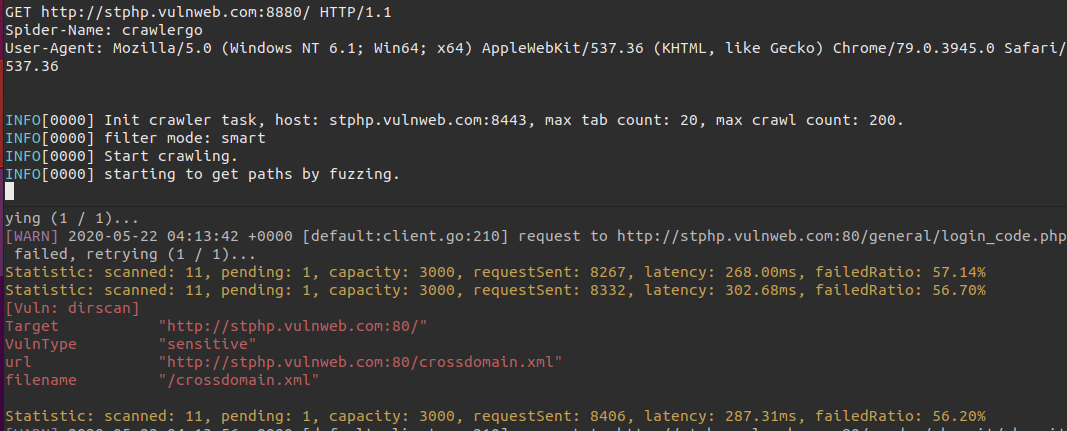 GET http://stphp.vulnweb.com:8880/ HTTP/1.1
Spider-Name: crawlergo
User-Agent: Mozilla/5.0 (Windows NT 6.1; Win64; x64) AppleWebKit/537.36 (KHTML, like Gecko) Chrome/79.0.3945.0 Safari/
537.36
INFO[0000] Init crawler task, host: stphp.vulnweb.com:8443, max tab count: 20, max crawl count: 200.
INFO[0000] filter mode: smart
INFO[0000] Start crawling.
INFO[0000] starting to get paths by fuzzing.
ying (1 / 1)...
[WARN] 2020-05-22 04:13:42 +0000 [default:client.go:210] request to http://stphp.vulnweb.com:80/general/login_code.php
failed, retrying (1 / 1)...
Statistic: scanned: 11, pending: 1, capacity: 3000, requestSent: 8267, latency: 268.00ms, failedRatio: 57.14%
Statistic: scanned: 11, pending: 1, capacity: 3000, requestSent: 8332, latency: 302.68ms, failedRatio: 56.70%
[Vuln: dirscan]
Target "http://stphp.vulnweb.com:80/"
VulnType "sensitive"
url "http://stphp.vulnweb.com:80/crossdomain.xml"
filename "/crossdomain.xml"
Statistic: scanned: 11, pending: 1, capacity: 3000, requestSent: 8406, latency: 287.31ms, failedRatio: 56.20%